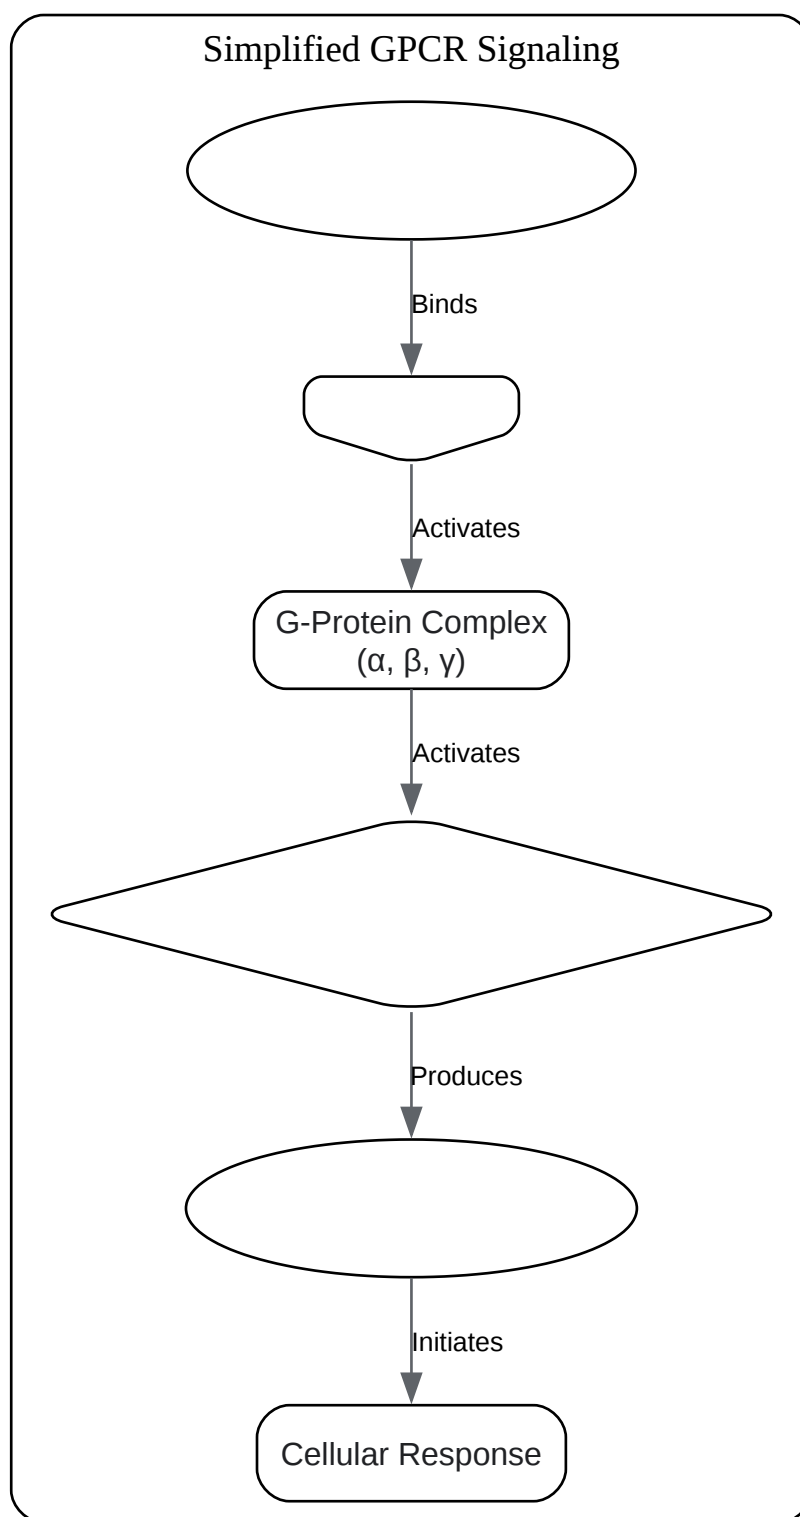 Simplified GPCR Signaling
Binds
Activates
G-Protein Complex
(α, β, γ)
Activates
Produces
Initiates
Cellular Response